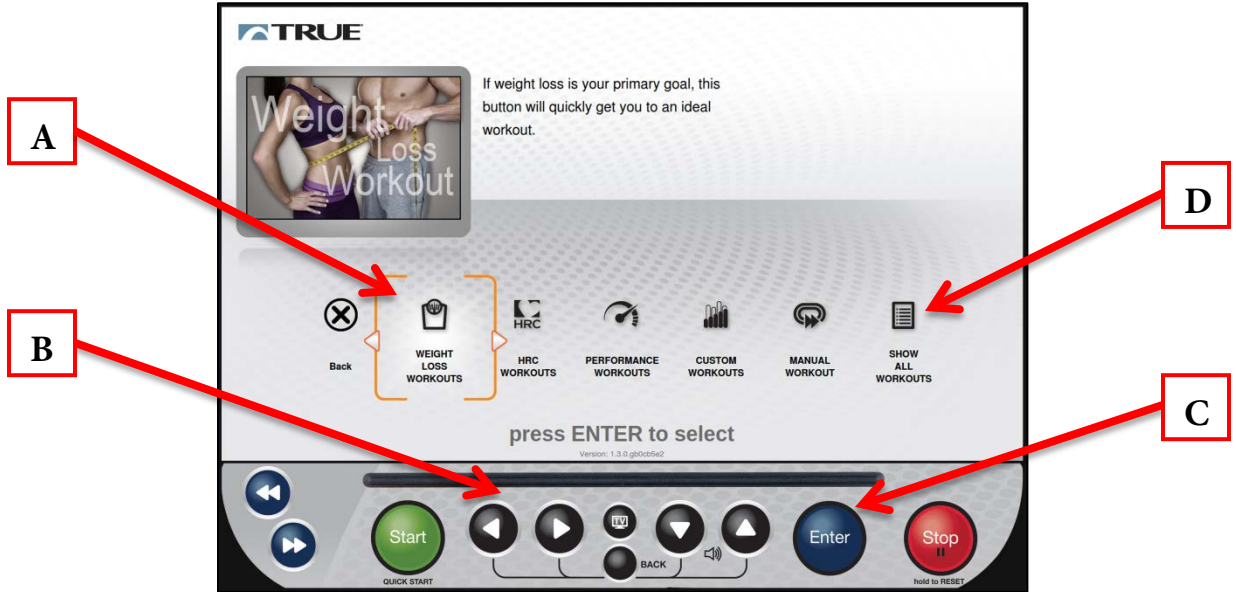 TRUE
Weight
Loss
Workout
If weight loss is your primary goal, this
button will quickly get you to an ideal
workout.
A
D
B
C
HRC
Back
WEIGHT
LOSS
WORKOUTS
HRC
WORKOUTS
PERFORMANCE
WORKOUTS
CUSTOM
WORKOUTS
MANUAL
WORKOUT
SHOW
ALL
WORKOUTS
press ENTER to select
Version: 1.3.0.gb0cb5e2
Start
QUICK START
TV
BACK
Enter
Stop
hold to RESET